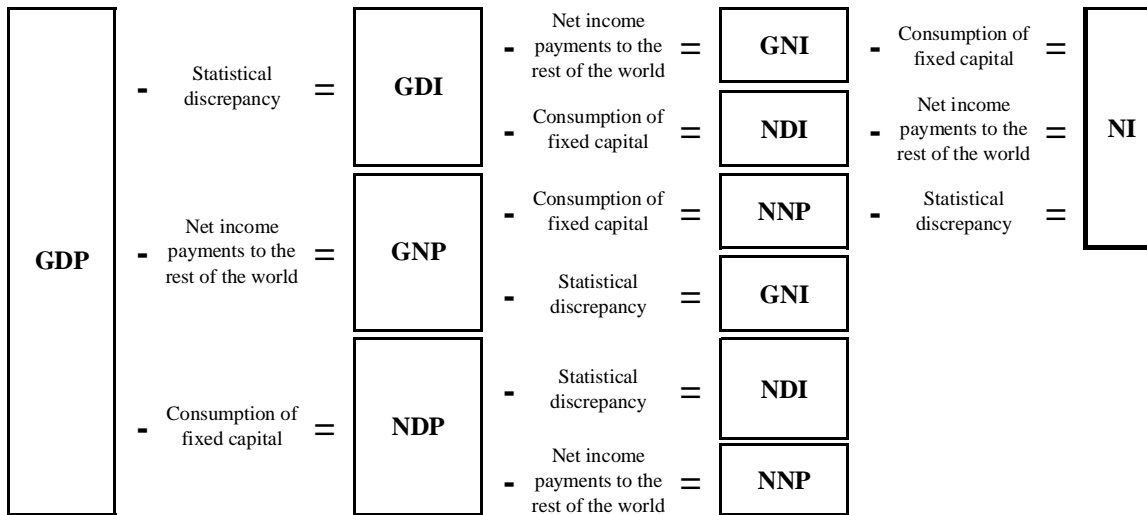 GDP
- Statistical
discrepancy =
GDI
- Net income
payments to the
rest of the world =
GNI
- Consumption of
fixed capital =
NI
- Consumption of
fixed capital =
NDI
- Net income
payments to the
rest of the world =
- Net income
payments to the
rest of the world =
GNP
- Consumption of
fixed capital =
NNP
- Statistical
discrepancy =
- Statistical
discrepancy =
GNI
- Consumption of
fixed capital =
NDP
- Statistical
discrepancy =
NDI
- Net income
payments to the
rest of the world =
NNP